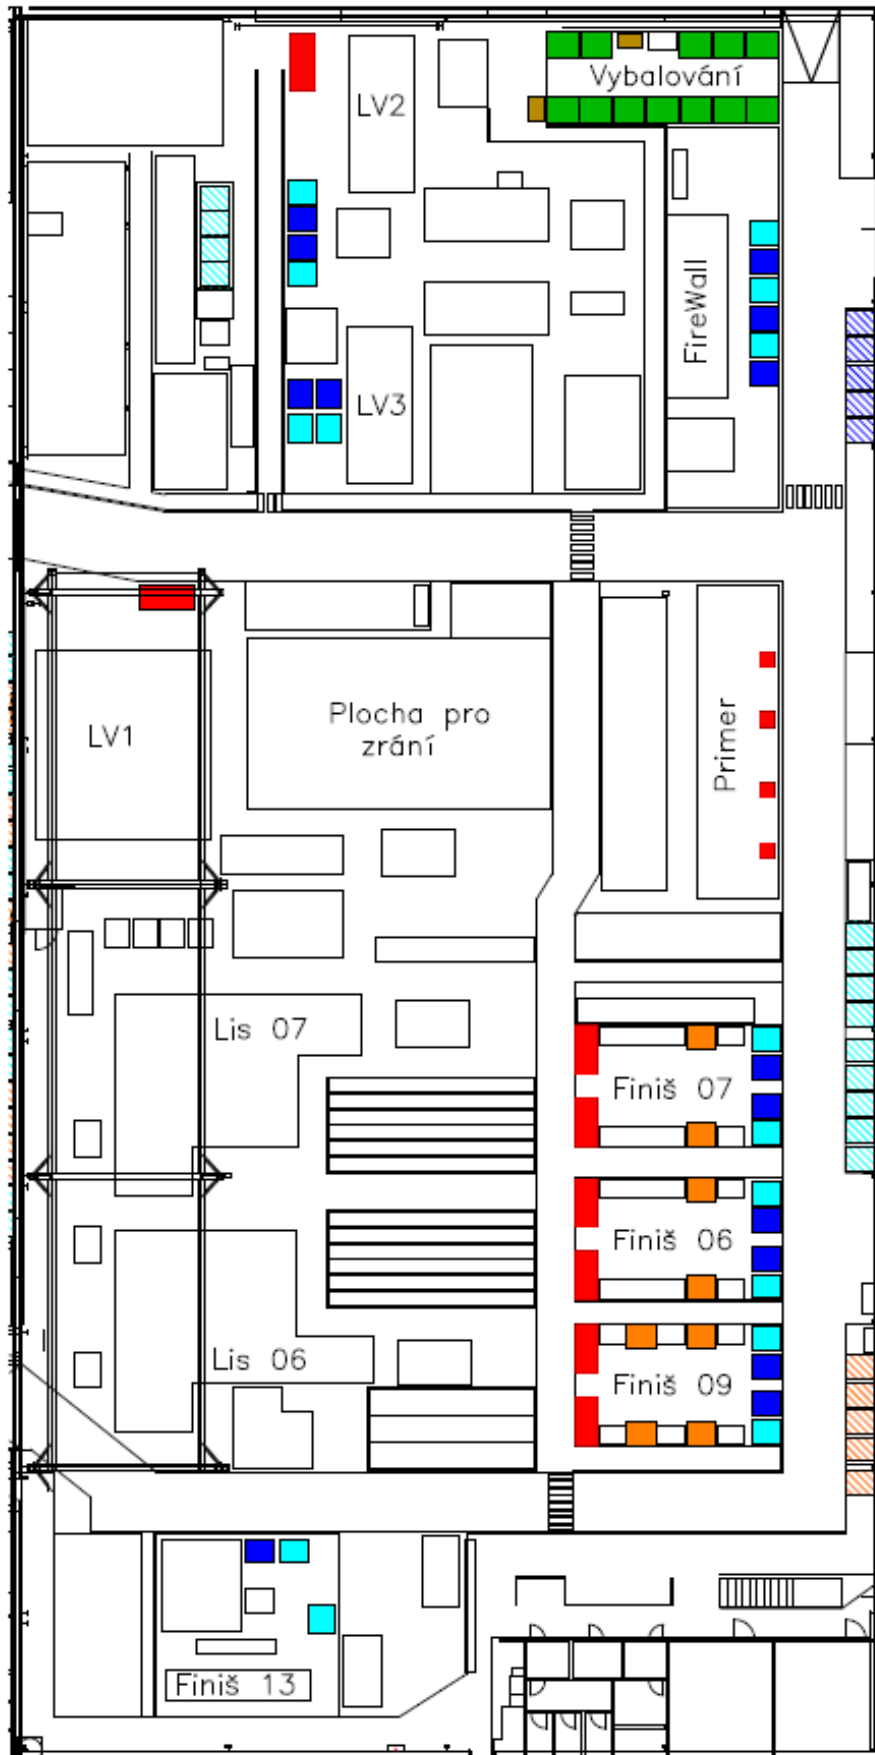 Vybalování
LV2
FireWall
LV3
Plocha pro
zrání
LV1
Primer
Lis 07
Finiš 07
Finiš 06
Lis 06
Finiš 09
Finiš 13